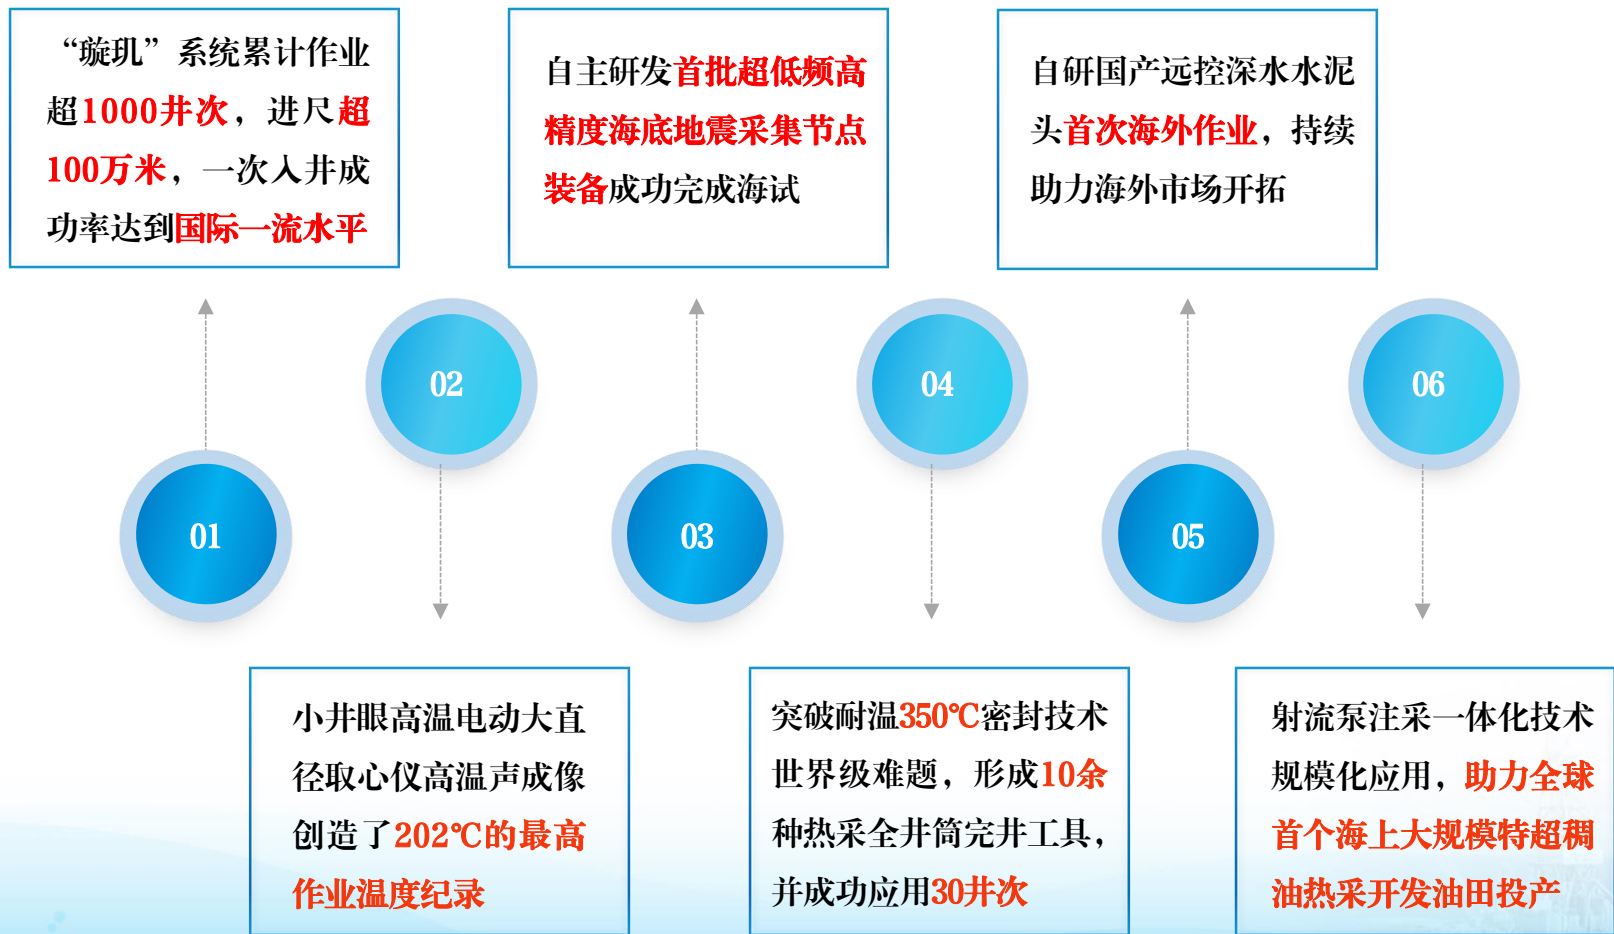 “璇玑”系统累计作业
超1000井次，进尺超
100万米，一次入井成
功率达到国际一流水平
自主研发首批超低频高
精度海底地震采集节点
装备成功完成海试
自研国产远控深水水泥
头首次海外作业，持续
助力海外市场开拓
02
04
06
01
03
05
小井眼高温电动大直
径取心仪高温声成像
创造了202℃的最高
作业温度纪录
突破耐温350℃密封技术
世界级难题，形成10余
种热采全井筒完井工具，
并成功应用30井次
射流泵注采一体化技术
规模化应用，助力全球
首个海上大规模特超稠
油热采开发油田投产